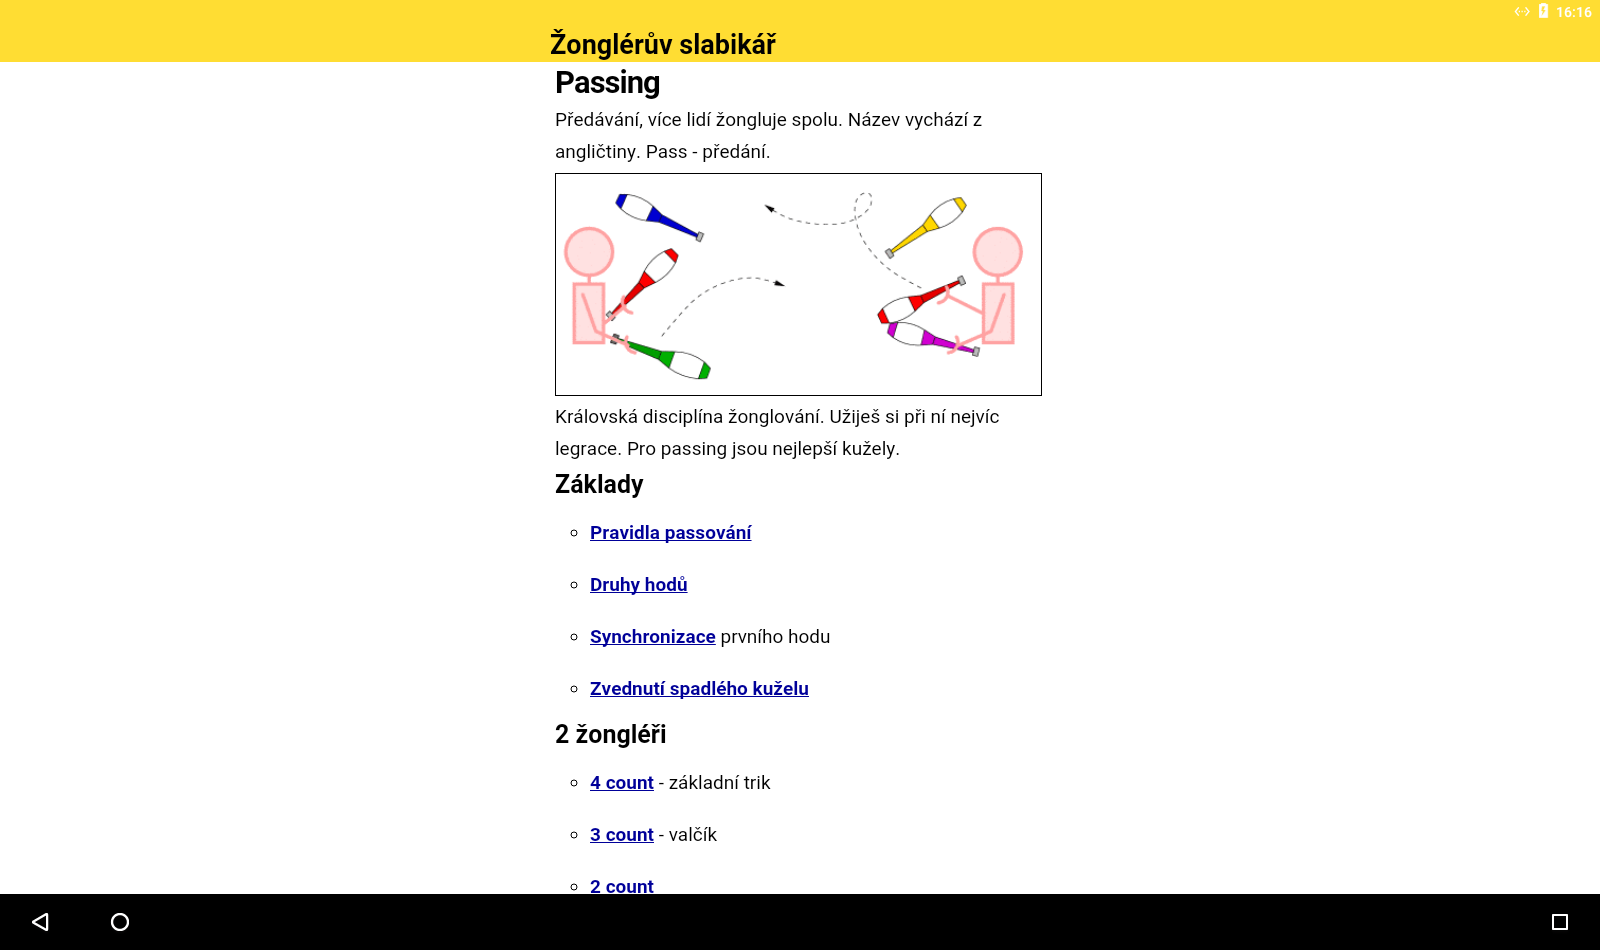 16:16
Žonglérův slabikář
Passing
Předávání, více lidí žongluje spolu. Název vychází z
angličtiny. Pass - předání.
Královská disciplína žonglování. Užiješ si při ní nejvíc
legrace. Pro passing jsou nejlepší kužely.
Základy
Pravidla passování
Druhy hodů
Synchronizace prvního hodu
Zvednutí spadlého kuželu
2 žongléři
4 count - základní trik
3 count - valčík
2 count